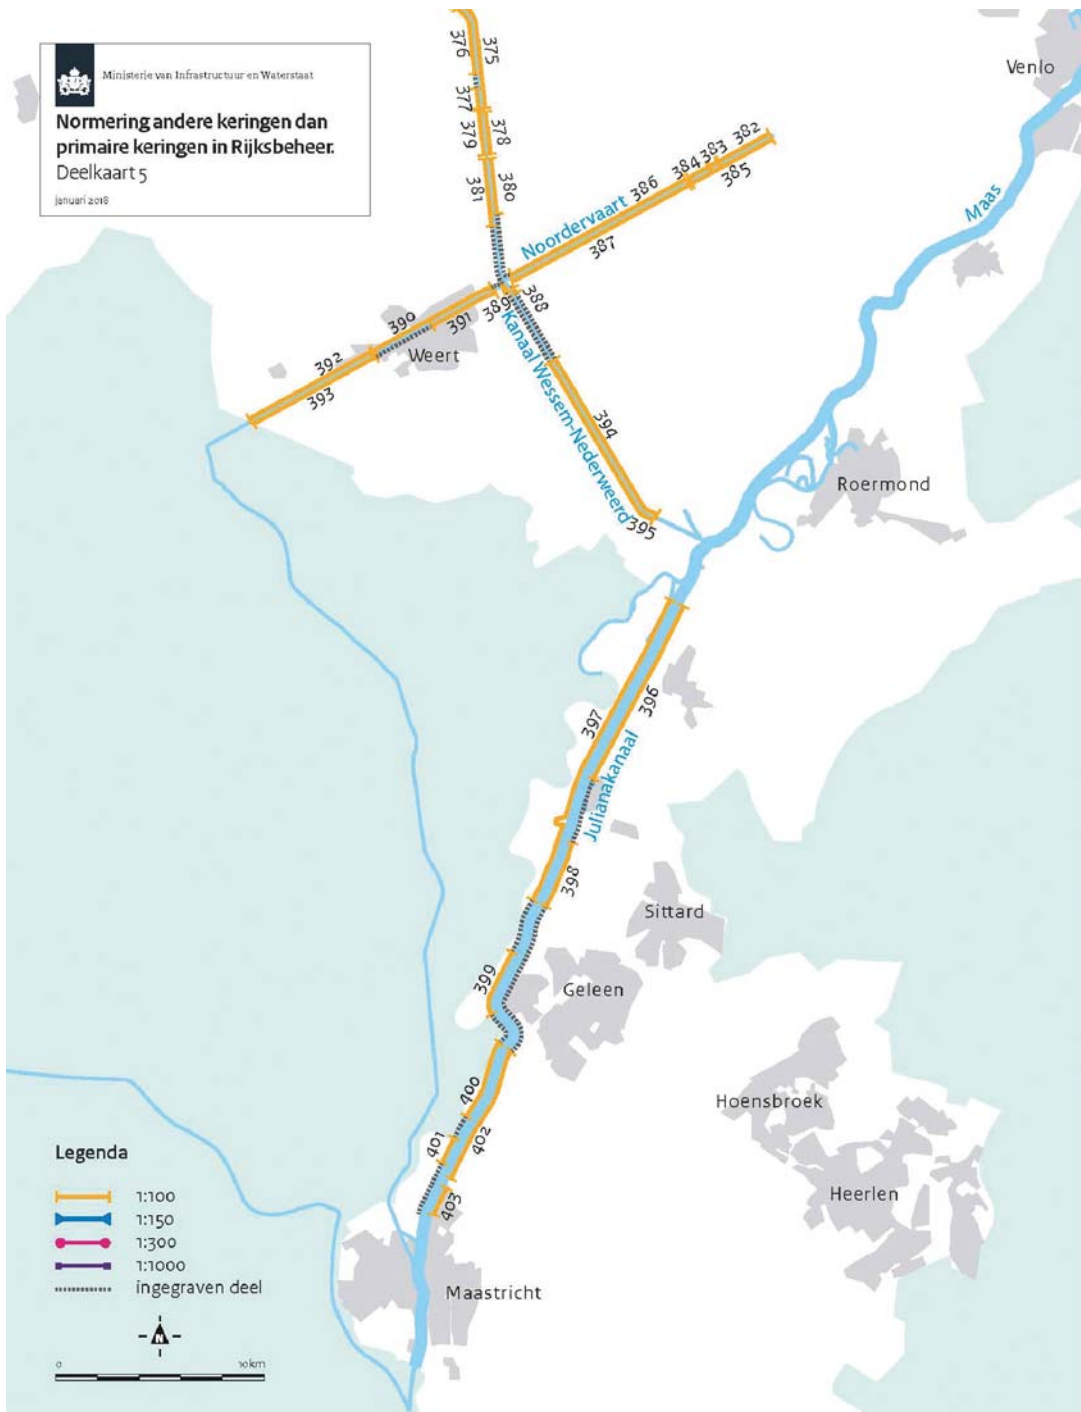 Ministerie van Infrastructuur en Waterstaat
Normering andere keringen dan
primaire keringen in Rijksbeheer.
Deelkaart 5
januari 2018
376
375
377
378
379
380
381
382
383
384
385
386
387
388
389
390
391
392
393
394
395
396
397
398
399
400
401
402
403
Venlo
Maas
Noordervaart
Weert
Kanaal Wessem-Nederweerd
Roermond
Julianakanaal
Sittard
Geleen
Hoensbroek
Heerlen
Maastricht
Legenda
1:100
1:150
1:300
1:1000
ingegraven deel
N
0 10 km